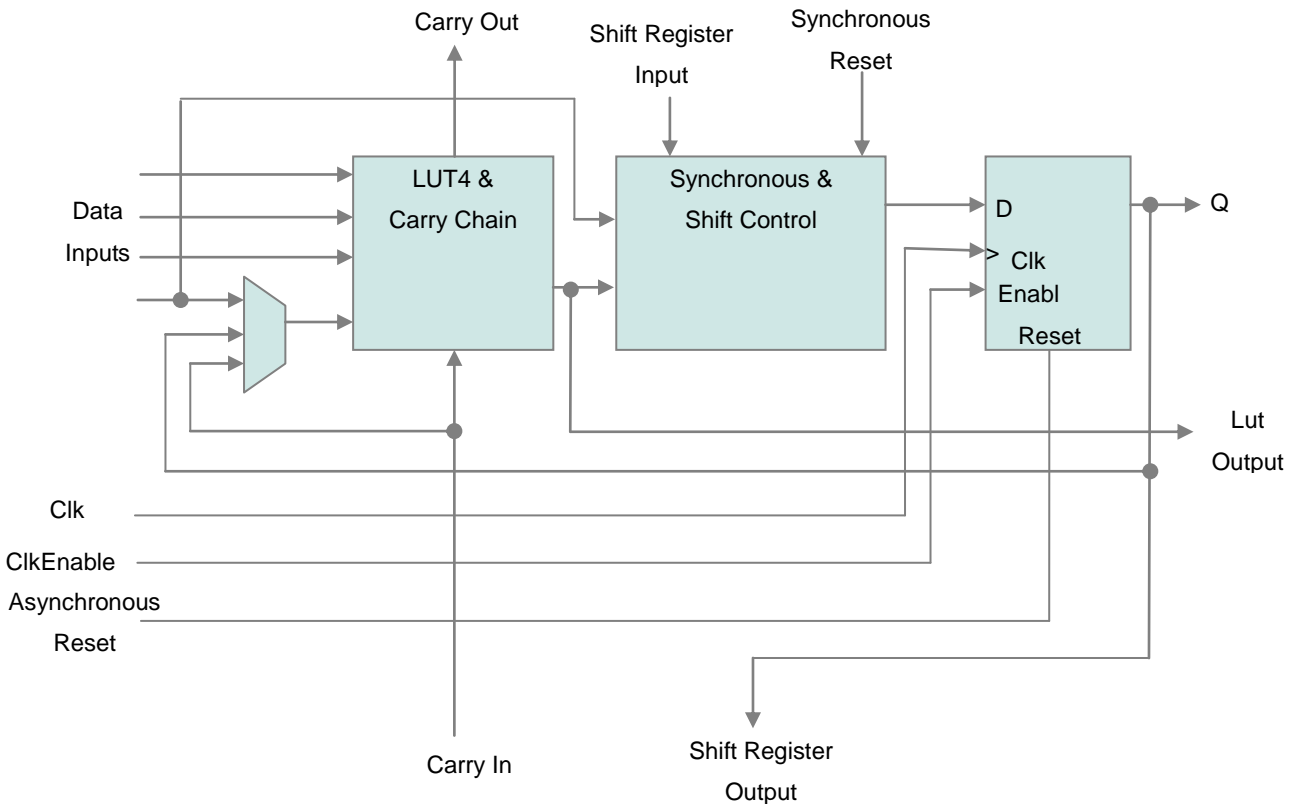 Carry Out
Shift Register
Input
Synchronous
Reset
Data
Inputs
LUT4 &
Carry Chain
Synchronous &
Shift Control
D
> Clk
Enabl
Reset
Q
Lut
Output
Clk
ClkEnable
Asynchronous
Reset
Carry In
Shift Register
Output